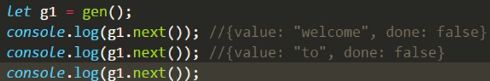 let g1 = gen();
console.log(g1.next()); //{value: "welcome", done: false}
console.log(g1.next()); //{value: "to", done: false}
console.log(g1.next());